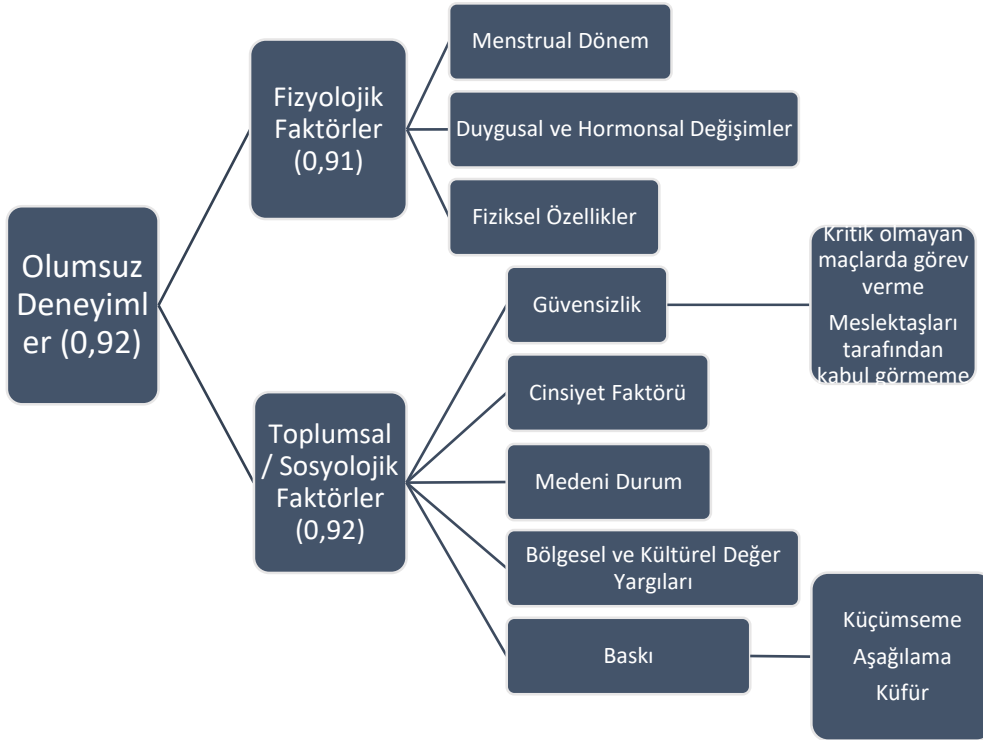 Olumsuz
Deneyiml
er (0,92)
Fizyolojik
Faktörler
(0,91)
Menstrual Dönem
Duygusal ve Hormonsal Değişimler
Fiziksel Özellikler
Toplumsal
/ Sosyolojik
Faktörler
(0,92)
Güvensizlik
Kritik olmayan
maçlarda görev
verme
Meslektaşları
tarafından
kabul görmeme
Cinsiyet Faktörü
Medeni Durum
Bölgesel ve Kültürel Değer
Yargıları
Baskı
Küçümseme
Aşağılama
Küfür